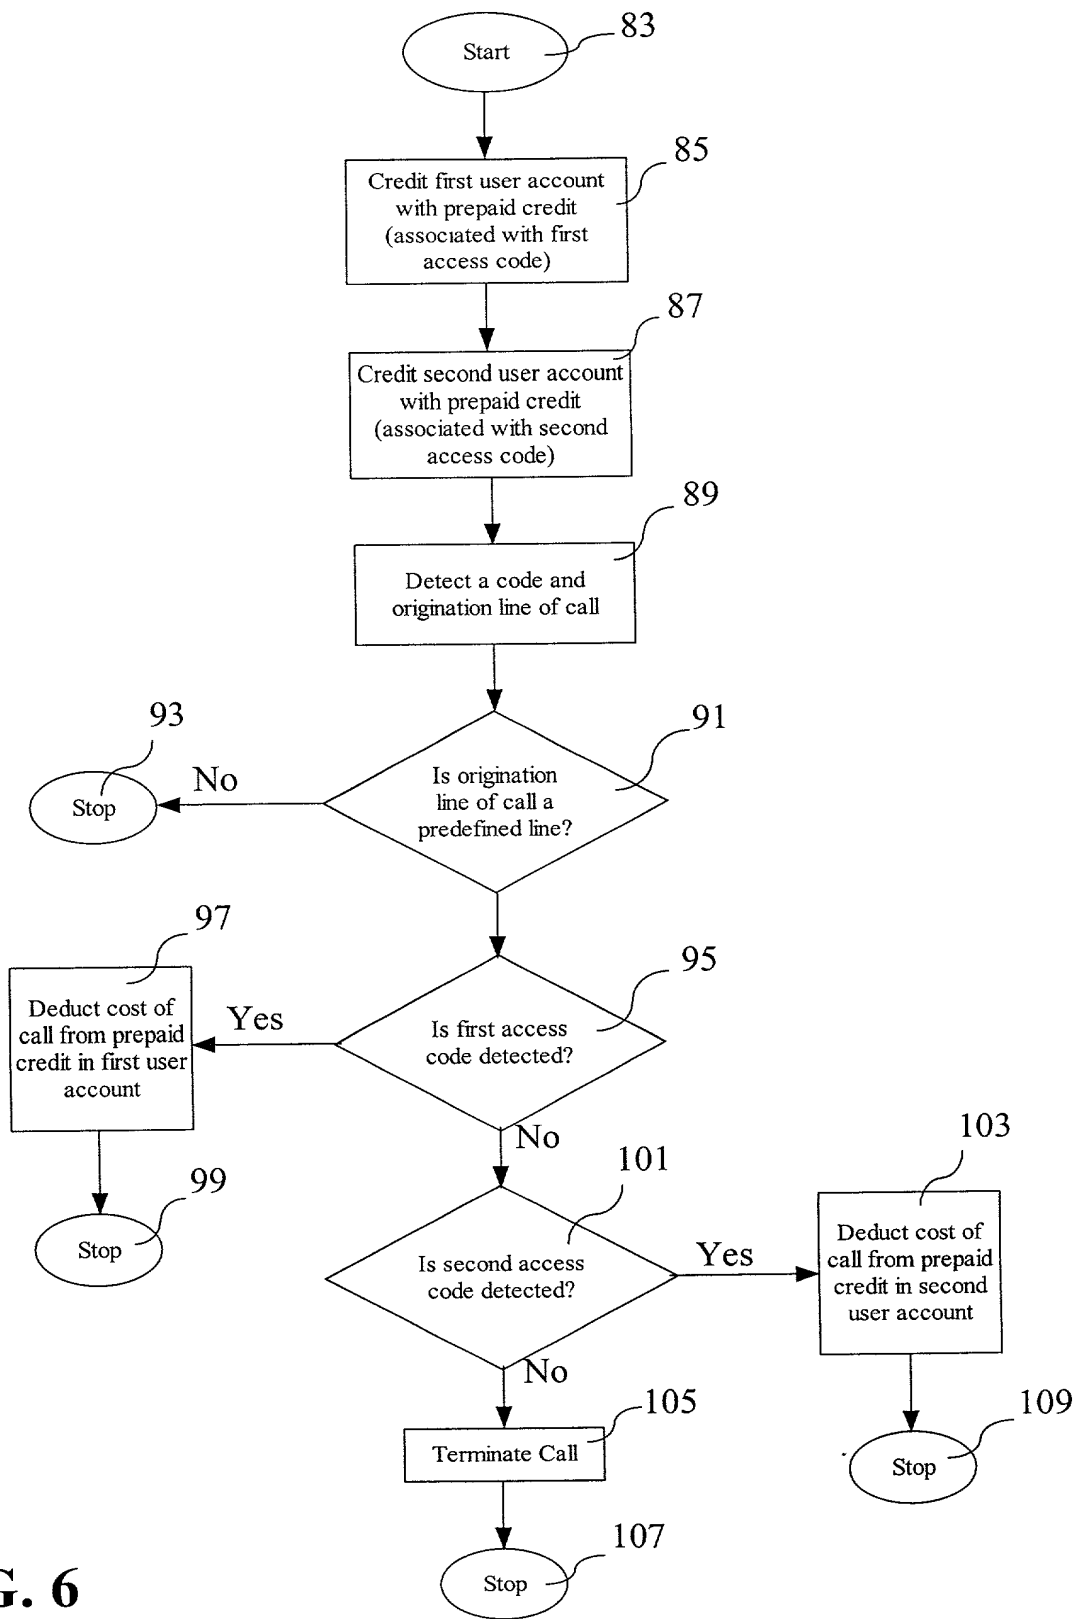 83
Start
85
Credit first user account
with prepaid credit
(associated with first
access code)
87
Credit second user account
with prepaid credit
(associated with second
access code)
89
Detect a code and
origination line of call
91
Is origination
line of call a
predefined line?
No
93
Stop
95
Is first access
code detected?
Yes
97
Deduct cost of
call from prepaid
credit in first user
account
99
Stop
No
101
Is second access
code detected?
Yes
103
Deduct cost of
call from prepaid
credit in second
user account
109
Stop
No
105
Terminate Call
107
Stop
G. 6